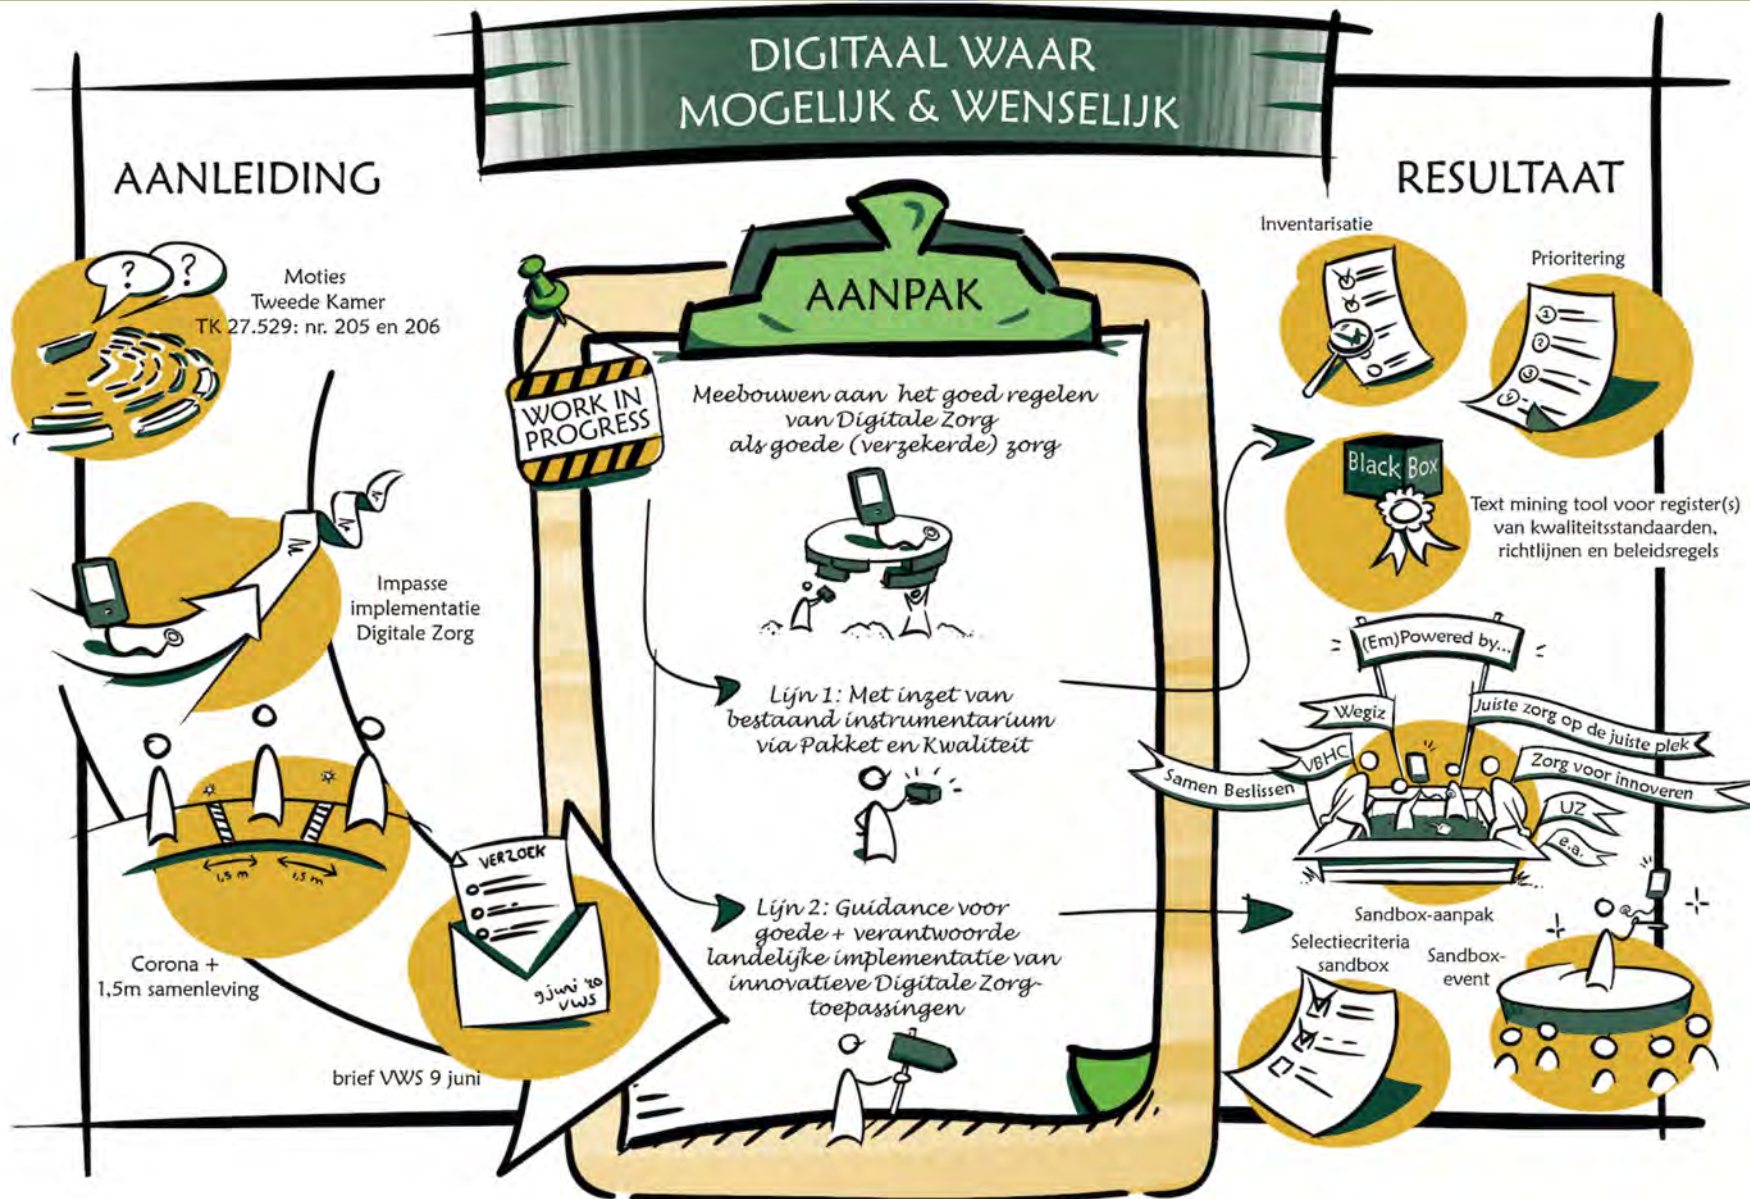 DIGITAAL WAAR
MOGELIJK & WENSELIJK
AANLEIDING
?
?
Moties
Tweede Kamer
TK 27.529: nr. 205 en 206
Impasse
implementatie
Digitale Zorg
1,5 m
1,5 m
Corona +
1,5m samenleving
VERZOEK
9 juni '20
VWS
brief VWS 9 juni
WORK IN
PROGRESS
AANPAK
Meebouwen aan het goed regelen
van Digitale Zorg
als goede (verzekerde) zorg
Lijn 1: Met inzet van
bestaand instrumentarium
via Pakket en Kwaliteit
Lijn 2: Guidance voor
goede + verantwoorde
landelijke implementatie van
innovatieve Digitale Zorg-
toepassingen
RESULTAAT
Inventarisatie
Prioritering
1
2
3
4
Black Box
Text mining tool voor register(s)
van kwaliteitsstandaarden,
richtlijnen en beleidsregels
(Em)Powered by...
Wegiz
Juiste zorg op de juiste plek
VBHC
Zorg voor innoveren
Samen Beslissen
UZ
e.a.
Sandbox-aanpak
Selectiecriteria
sandbox
Sandbox-
event